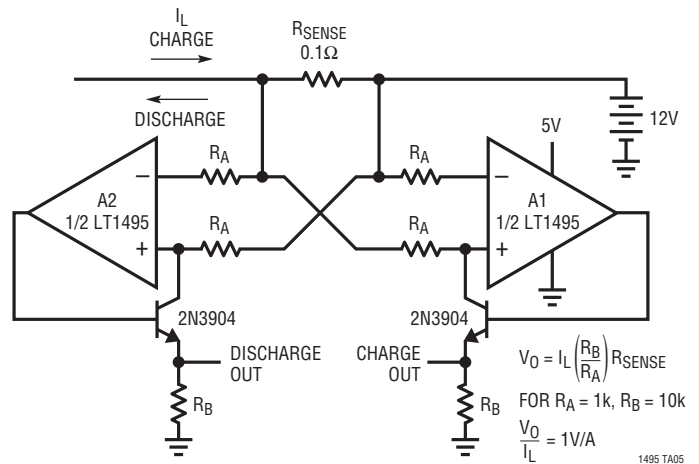 I_L
CHARGE
R_SENSE
0.1Ω
DISCHARGE
12V
5V
R_A
R_A
A2
1/2 LT1495
−
+
R_A
R_A
−
+
A1
1/2 LT1495
2N3904
2N3904
DISCHARGE
OUT
CHARGE
OUT
R_B
R_B
V_O = I_L (R_B/R_A) R_SENSE
FOR R_A = 1k, R_B = 10k
V_O/I_L = 1V/A
1495 TA05